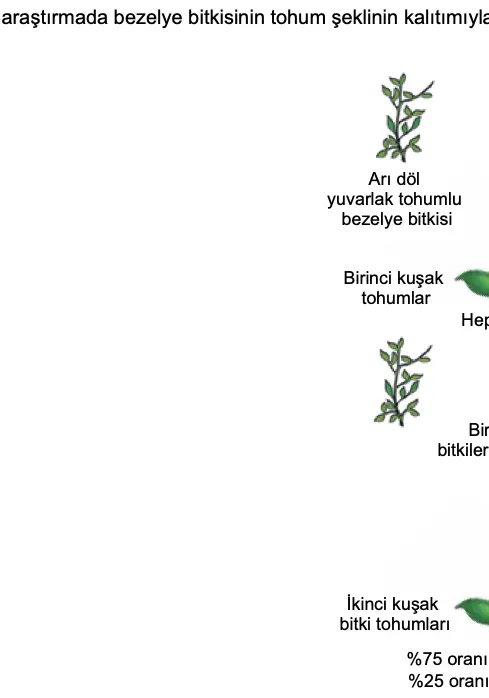 araştırmada bezelye bitkisinin tohum şeklinin kalıtımıyla
Arı döl
yuvarlak tohumlu
bezelye bitkisi
Birinci kuşak
tohumlar
Hep
Bir
bitkiler
İkinci kuşak
bitki tohumları
%75 oranı
%25 oranı